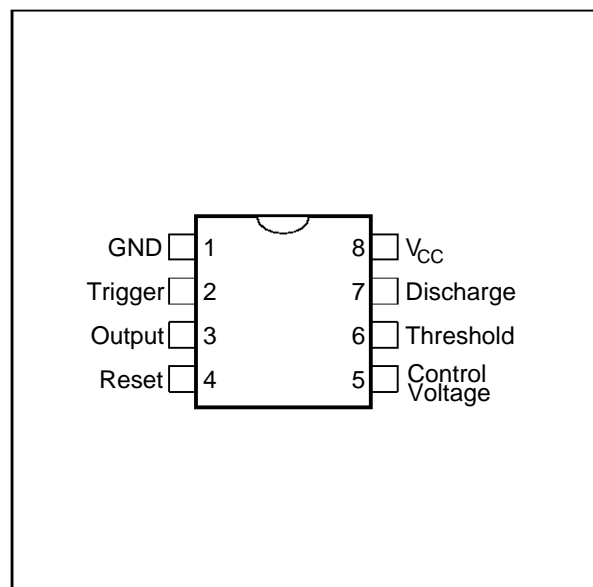 GND 1 8 VCC
Trigger 2 7 Discharge
Output 3 6 Threshold
Reset 4 5 Control
Voltage